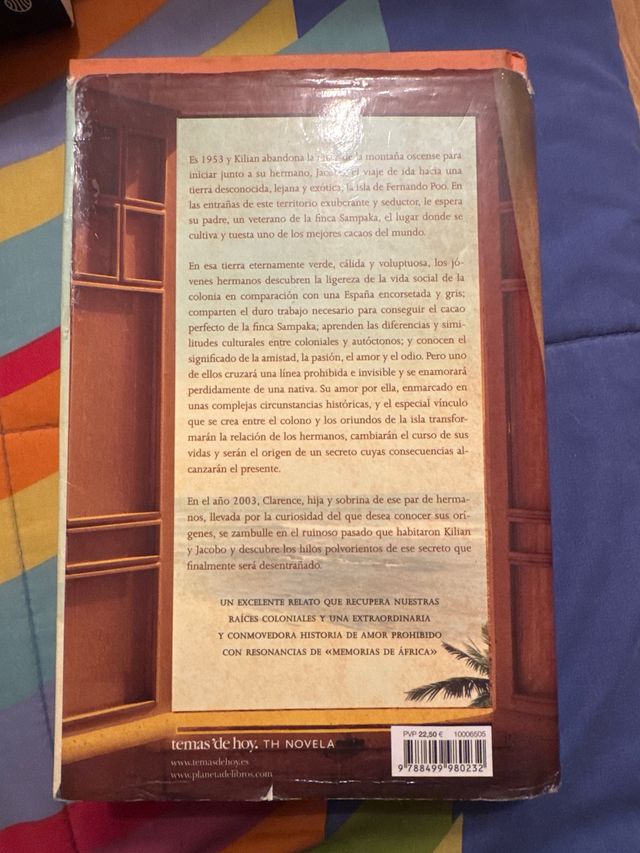 Es 1953 y Kilian abandona la nieve de la montaña oscense para
iniciar junto a su hermano, Jacobo, el viaje de ida hacia una
tierra desconocida, lejana y exótica, la isla de Fernando Poo. En
las entrañas de este territorio exuberante y seductor, le espera
su padre, un veterano de la finca Sampaka, el lugar donde se
cultiva y tuesta uno de los mejores cacaos del mundo.
En esa tierra eternamente verde, cálida y voluptuosa, los jó-
venes hermanos descubren la ligereza de la vida social de la
colonia en comparación con una España encorsetada y gris;
comparten el duro trabajo necesario para conseguir el cacao
perfecto de la finca Sampaka; aprenden las diferencias y simi-
litudes culturales entre coloniales y autóctonos; y conocen el
significado de la amistad, la pasión, el amor y el odio. Pero uno
de ellos cruzará una línea prohibida e invisible y se enamorará
perdidamente de una nativa. Su amor por ella, enmarcado en
unas complejas circunstancias históricas, y el especial vínculo
que se crea entre el colono y los oriundos de la isla transfor-
marán la relación de los hermanos, cambiarán el curso de sus
vidas y serán el origen de un secreto cuyas consecuencias al-
canzarán el presente.
En el año 2003, Clarence, hija y sobrina de ese par de herma-
nos, llevada por la curiosidad del que desea conocer sus orí-
genes, se zambulle en el ruinoso pasado que habitaron Kilian
y Jacobo y descubre los hilos polvorientos de ese secreto que
finalmente será desentrañado.
UN EXCELENTE RELATO QUE RECUPERA NUESTRAS
RAÍCES COLONIALES Y UNA EXTRAORDINARIA
Y CONMOVEDORA HISTORIA DE AMOR PROHIBIDO
CON RESONANCIAS DE «MEMORIAS DE ÁFRICA»
temas'de hoy. TH NOVELA
www.temasdehoy.es
www.planetadelibros.com
PVP 22,50 € 10006505
9 788499 980232